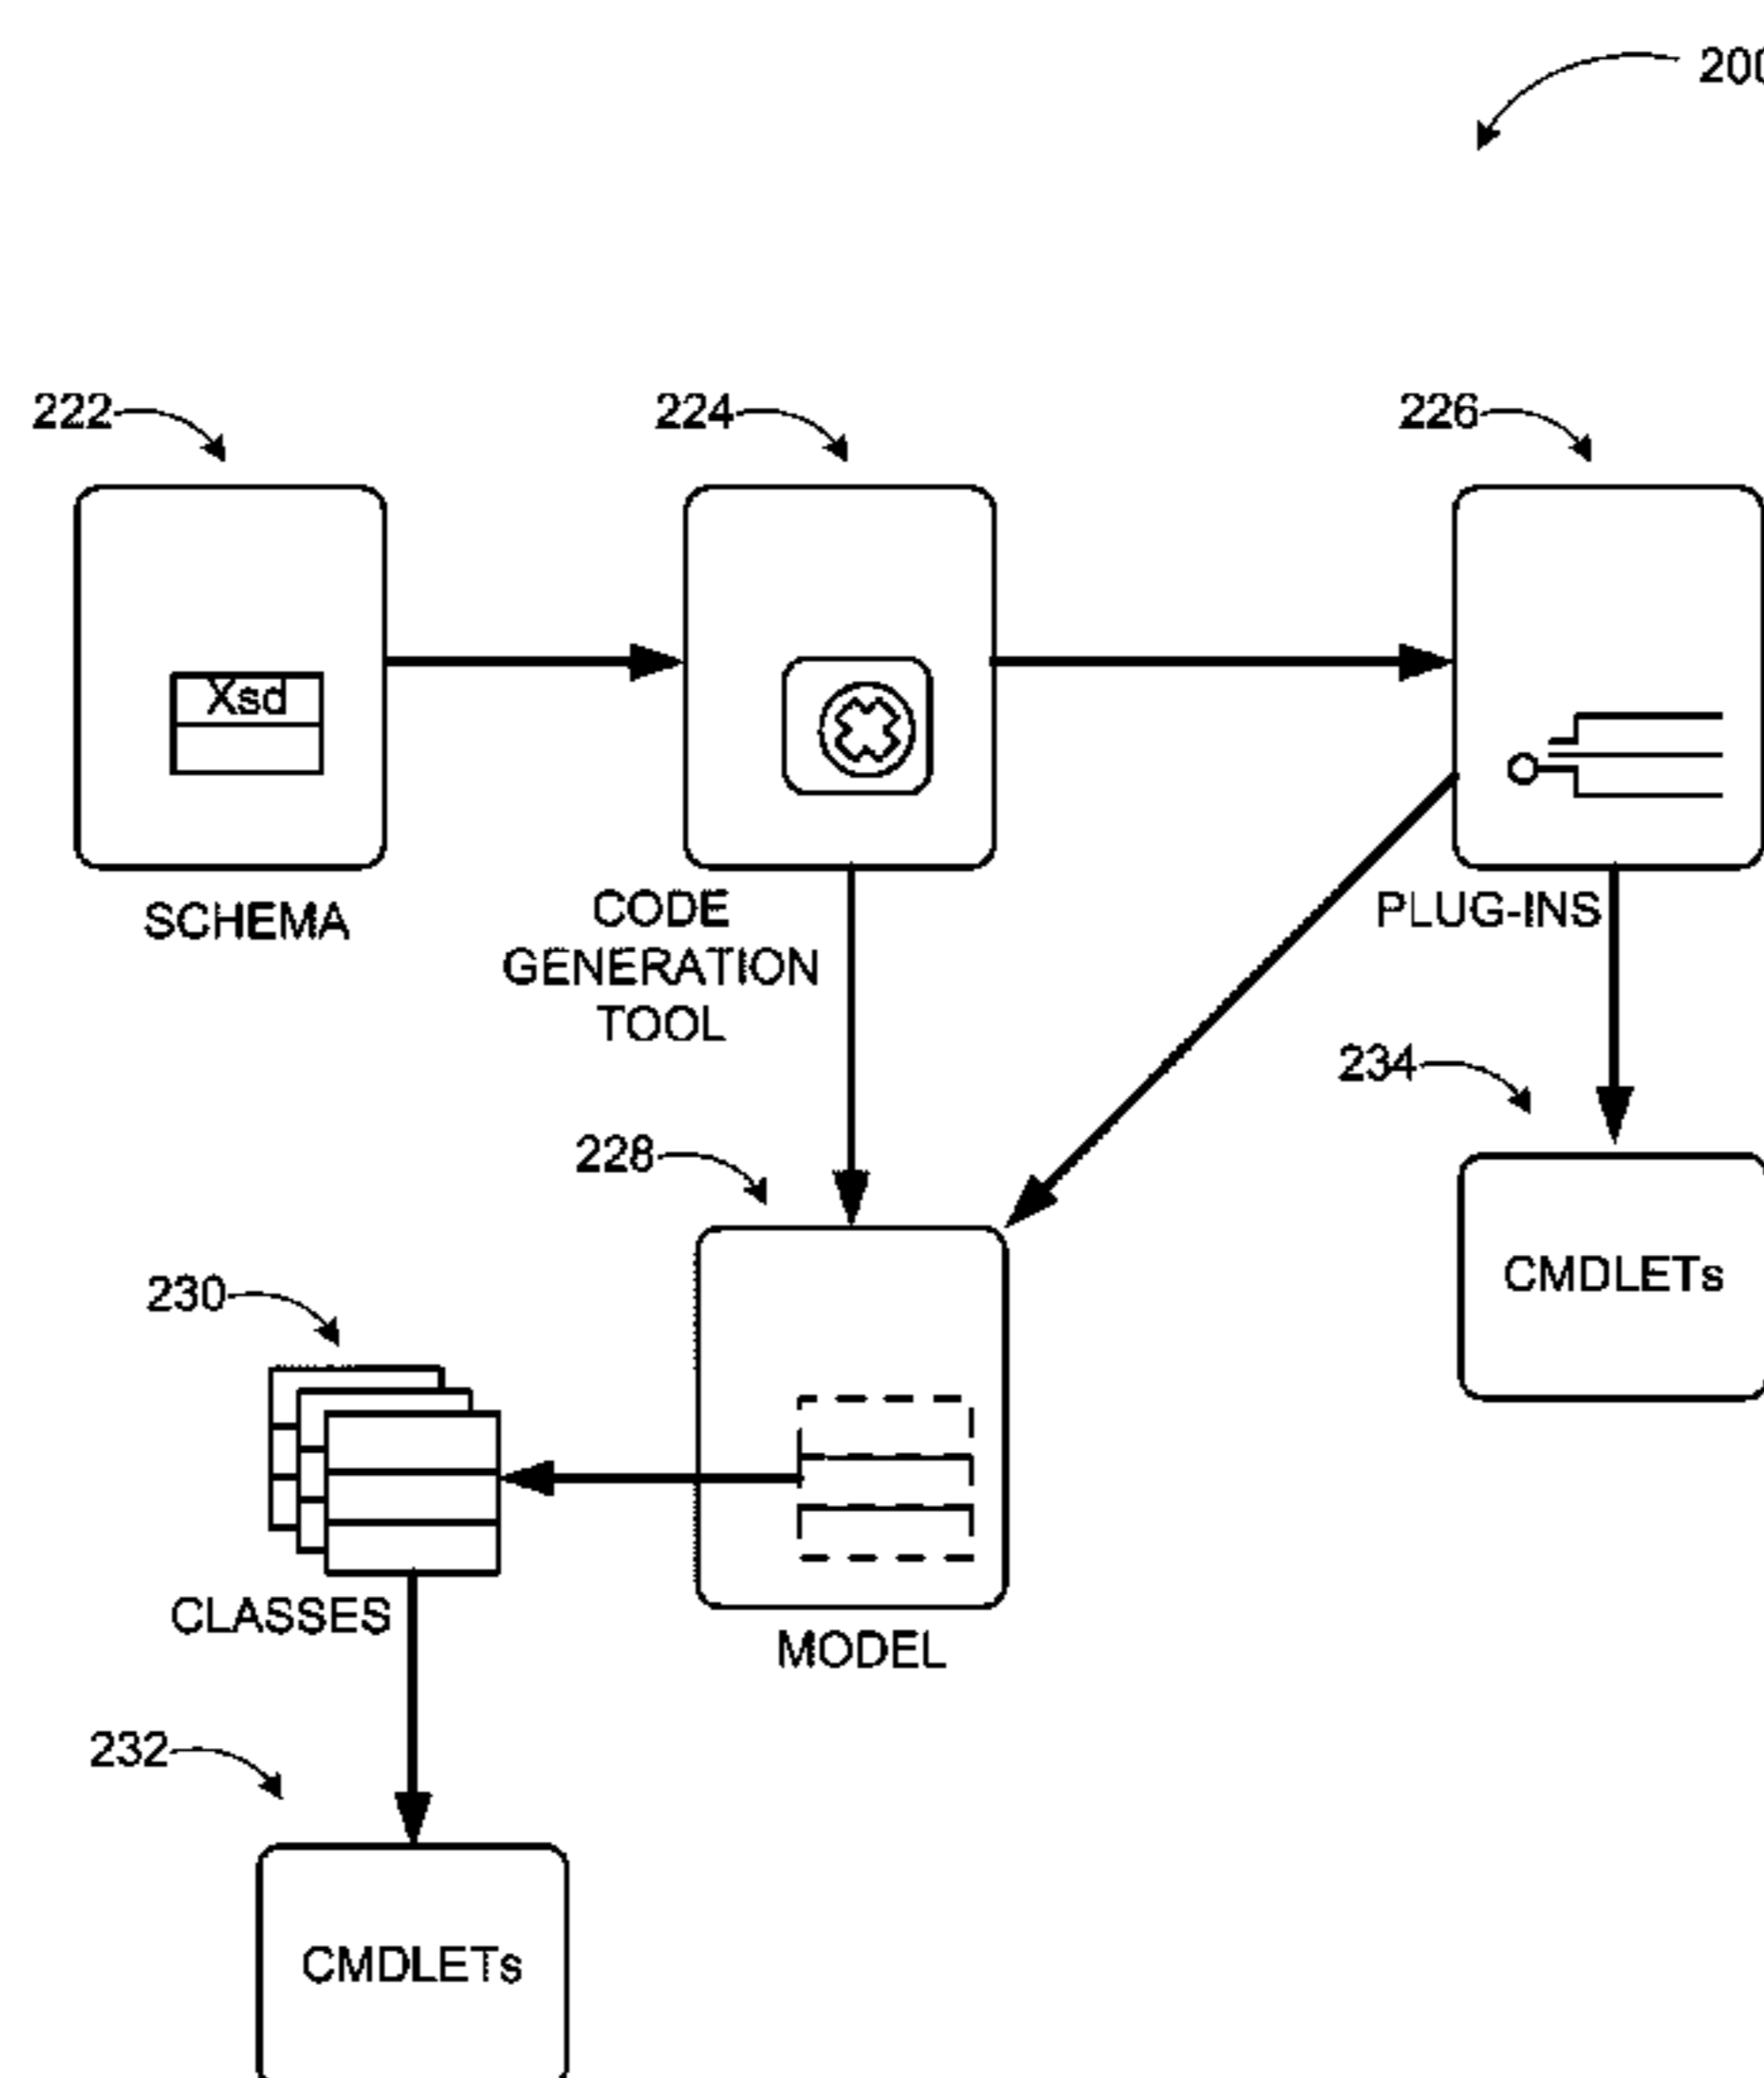 200
222
224
226
Xsd
SCHEMA
CODE
GENERATION
TOOL
PLUG-INS
234
228
CMDLETs
230
CLASSES
MODEL
232
CMDLETs